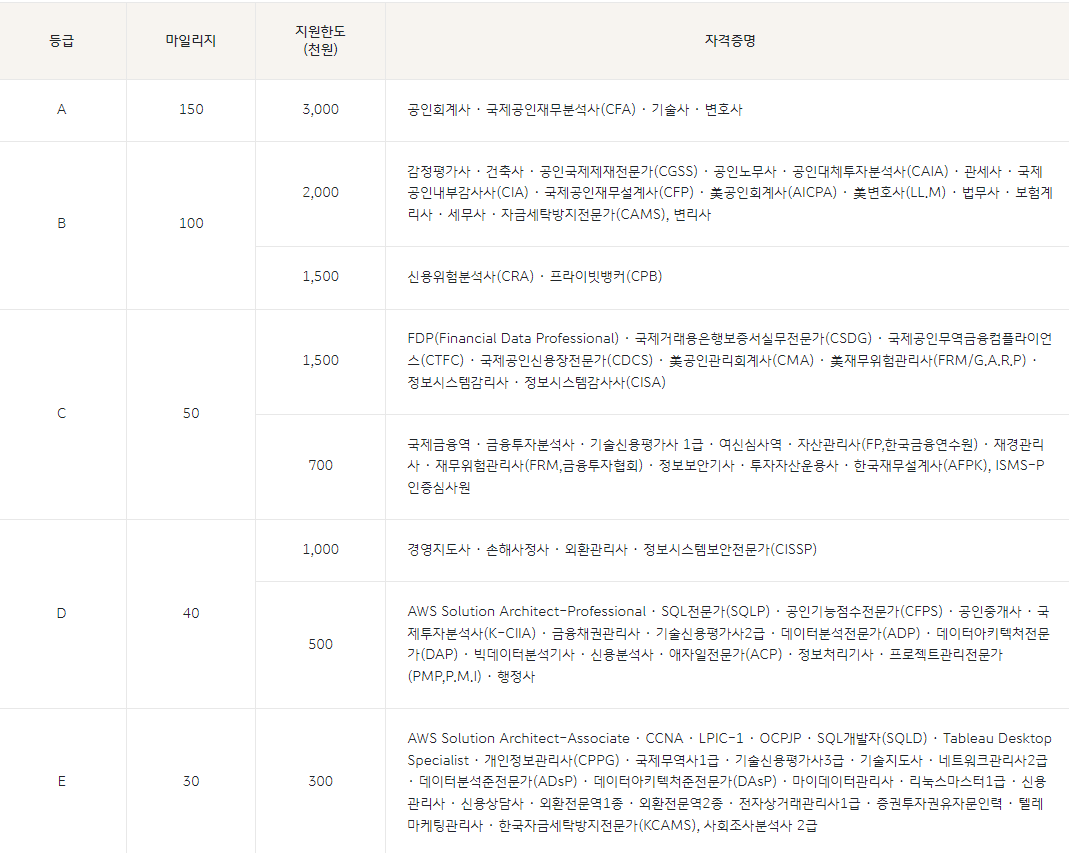 등급 마일리지 지원한도
(천원) 자격증명
A 150 3,000 공인회계사 · 국제공인재무분석사(CFA) · 기술사 · 변호사
B 100 2,000 감정평가사 · 건축사 · 공인국제제재전문가(CGSS) · 공인노무사 · 공인대체투자분석사(CAIA) · 관세사 · 국제
공인내부감사사(CIA) · 국제공인재무설계사(CFP) · 美공인회계사(AICPA) · 美변호사(LL.M) · 법무사 · 보험계
리사 · 세무사 · 자금세탁방지전문가(CAMS), 변리사
1,500 신용위험분석사(CRA) · 프라이빗뱅커(CPB)
C 50 1,500 FDP(Financial Data Professional) · 국제거래용은행보증서실무전문가(CSDG) · 국제공인무역금융컴플라이언
스(CTFC) · 국제공인신용장전문가(CDCS) · 美공인관리회계사(CMA) · 美재무위험관리사(FRM/G.A.R.P) ·
정보시스템감리사 · 정보시스템감사사(CISA)
700 국제금융역 · 금융투자분석사 · 기술신용평가사 1급 · 여신심사역 · 자산관리사(FP,한국금융연수원) · 재경관리
사 · 재무위험관리사(FRM,금융투자협회) · 정보보안기사 · 투자자산운용사 · 한국재무설계사(AFPK), ISMS-P
인증심사원
D 40 1,000 경영지도사 · 손해사정사 · 외환관리사 · 정보시스템보안전문가(CISSP)
500 AWS Solution Architect-Professional · SQL전문가(SQLP) · 공인기능점수전문가(CFPS) · 공인중개사 · 국
제투자분석사(K-CIIA) · 금융채권관리사 · 기술신용평가사2급 · 데이터분석전문가(ADP) · 데이터아키텍처전문
가(DAP) · 빅데이터분석기사 · 신용분석사 · 애자일전문가(ACP) · 정보처리기사 · 프로젝트관리전문가
(PMP,P.M.I) · 행정사
E 30 300 AWS Solution Architect-Associate · CCNA · LPIC-1 · OCPJP · SQL개발자(SQLD) · Tableau Desktop
Specialist · 개인정보관리사(CPPG) · 국제무역사1급 · 기술신용평가사3급 · 기술지도사 · 네트워크관리사2급
· 데이터분석준전문가(ADsP) · 데이터아키텍처준전문가(DAsP) · 마이데이터관리사 · 리눅스마스터1급 · 신용
관리사 · 신용상담사 · 외환전문역1종 · 외환전문역2종 · 전자상거래관리사1급 · 증권투자권유자문인력 · 텔레
마케팅관리사 · 한국자금세탁방지전문가(KCAMS), 사회조사분석사 2급